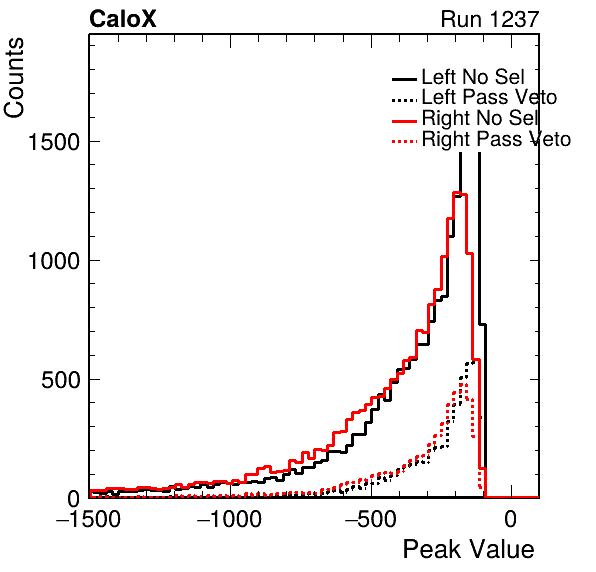 CaloX Run 1237
Counts
Left No Sel
Left Pass Veto
Right No Sel
Right Pass Veto
1500
1000
500
0
−1500 −1000 −500 0
Peak Value